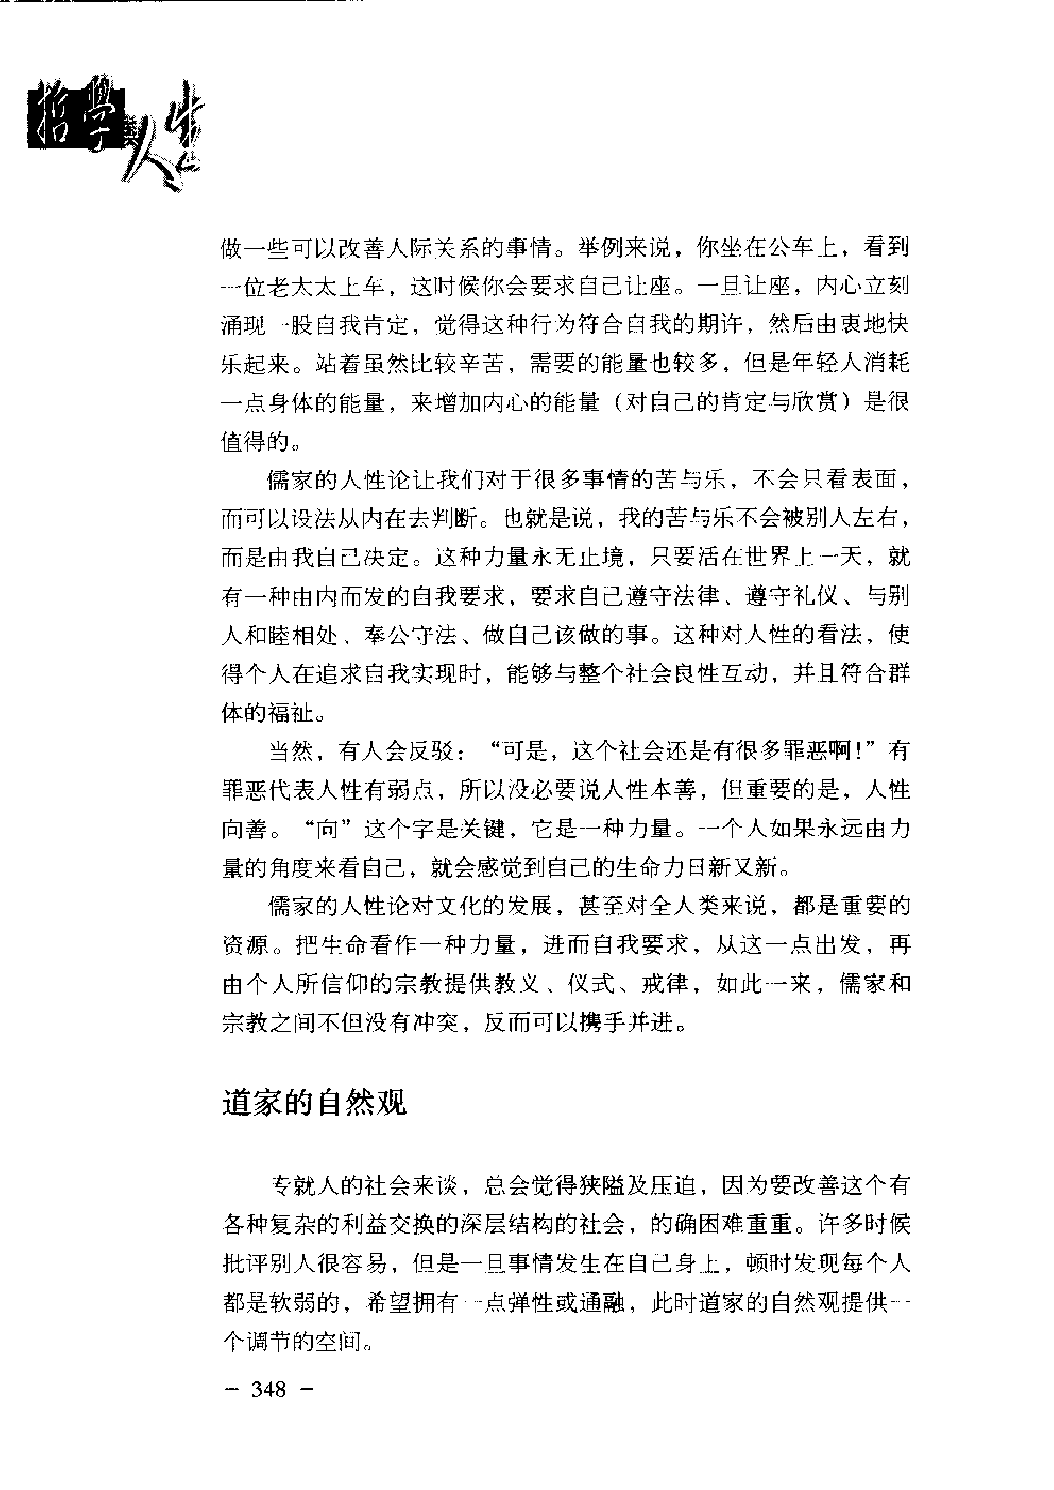 哲學與人生
做一些可以改善人际关系的事情。举例来说，你坐在公车上，看到
一位老太太上车，这时候你会要求自己让座。一旦让座，内心立刻
涌现一股自我肯定，觉得这种行为符合自我的期许，然后由衷地快
乐起来。站着虽然比较辛苦，需要的能量也较多，但是年轻人消耗
一点身体的能量，来增加内心的能量（对自己的肯定与欣赏）是很
值得的。
儒家的人性论让我们对于很多事情的苦与乐，不会只看表面，
而可以设法从内在去判断。也就是说，我的苦与乐不会被别人左右，
而是由我自己决定。这种力量永无止境，只要活在世界上一天，就
有一种由内而发的自我要求，要求自己遵守法律、遵守礼仪、与别
人和睦相处、奉公守法、做自己该做的事。这种对人性的看法，使
得个人在追求自我实现时，能够与整个社会良性互动，并且符合群
体的福祉。
当然，有人会反驳：“可是，这个社会还是有很多罪恶啊！”有
罪恶代表人性有弱点，所以没必要说人性本善，但重要的是，人性
向善。“向”这个字是关键，它是一种力量。一个人如果永远由力
量的角度来看自己，就会感觉到自己的生命力日新又新。
儒家的人性论对文化的发展，甚至对全人类来说，都是重要的
资源。把生命看作一种力量，进而自我要求，从这一点出发，再
由个人所信仰的宗教提供教义、仪式、戒律，如此一来，儒家和
宗教之间不但没有冲突，反而可以携手并进。
道家的自然观
专就人的社会来谈，总会觉得狭隘及压迫，因为要改善这个有
各种复杂的利益交换的深层结构的社会，的确困难重重。许多时候
批评别人很容易，但是一旦事情发生在自己身上，顿时发现每个人
都是软弱的，希望拥有一点弹性或通融，此时道家的自然观提供一
个调节的空间。
－ 348 －